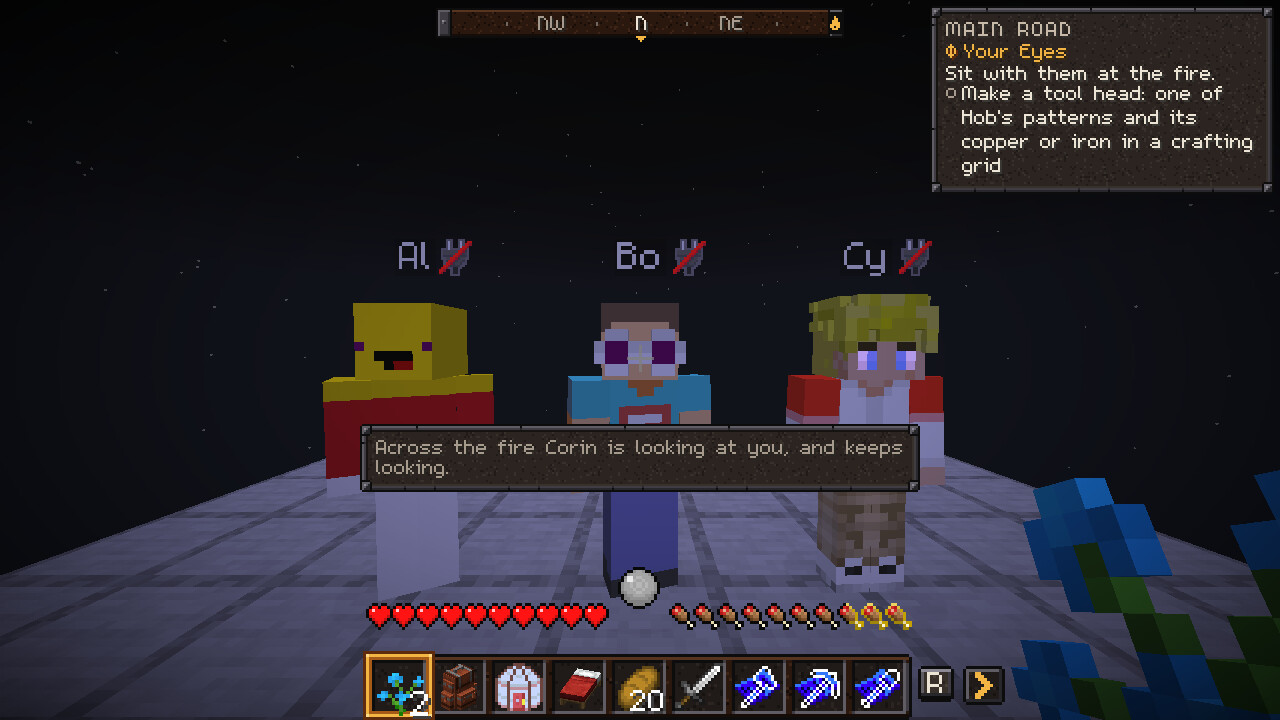 NW N NE
MAIN ROAD
Your Eyes
Sit with them at the fire.
Make a tool head: one of
Hob's patterns and its
copper or iron in a crafting
grid
Al Bo Cy
Across the fire Corin is looking at you, and keeps
looking.
2 20 R